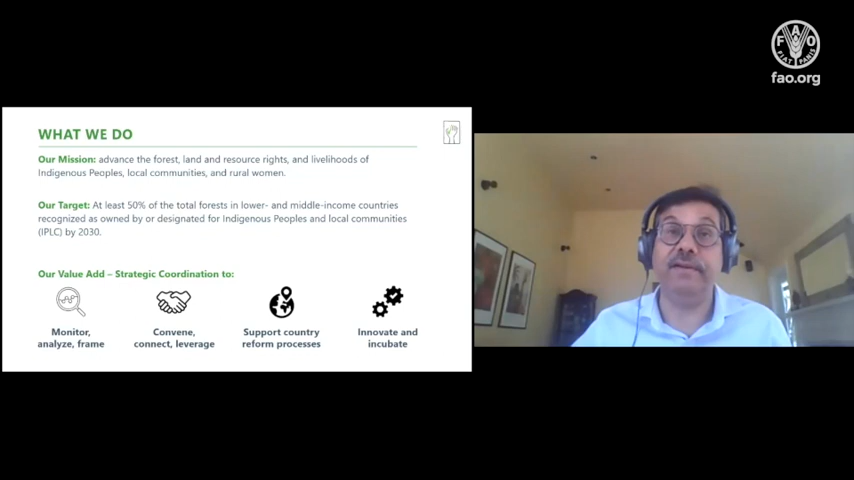 WHAT WE DO
Our Mission: advance the forest, land and resource rights, and livelihoods of
Indigenous Peoples, local communities, and rural women.
Our Target: At least 50% of the total forests in lower- and middle-income countries
recognized as owned by or designated for Indigenous Peoples and local communities
(IPLC) by 2030.
Our Value Add – Strategic Coordination to:
Monitor,
analyze, frame
Convene,
connect, leverage
Support country
reform processes
Innovate and
incubate
F A O
FIAT PANIS
fao.org